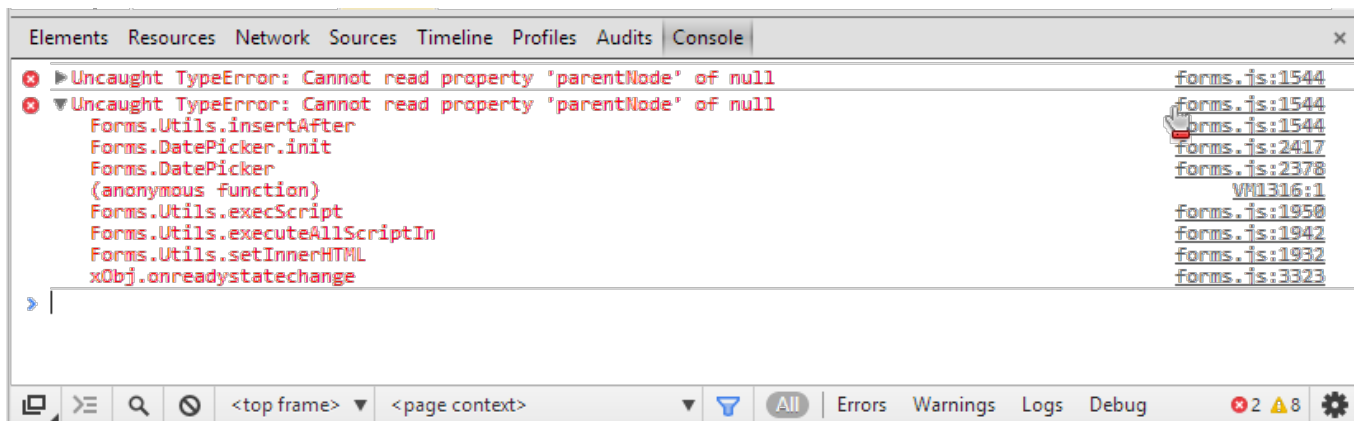 Elements Resources Network Sources Timeline Profiles Audits Console
Uncaught TypeError: Cannot read property 'parentNode' of null forms.js:1544
Uncaught TypeError: Cannot read property 'parentNode' of null forms.js:1544
Forms.Utils.insertAfter forms.js:1544
Forms.DatePicker.init forms.js:2417
Forms.DatePicker forms.js:2378
(anonymous function) VM1316:1
Forms.Utils.execScript forms.js:1950
Forms.Utils.executeAllScriptIn forms.js:1942
Forms.Utils.setInnerHTML forms.js:1932
xObj.onreadystatechange forms.js:3323
<top frame> <page context> All Errors Warnings Logs Debug 2 8